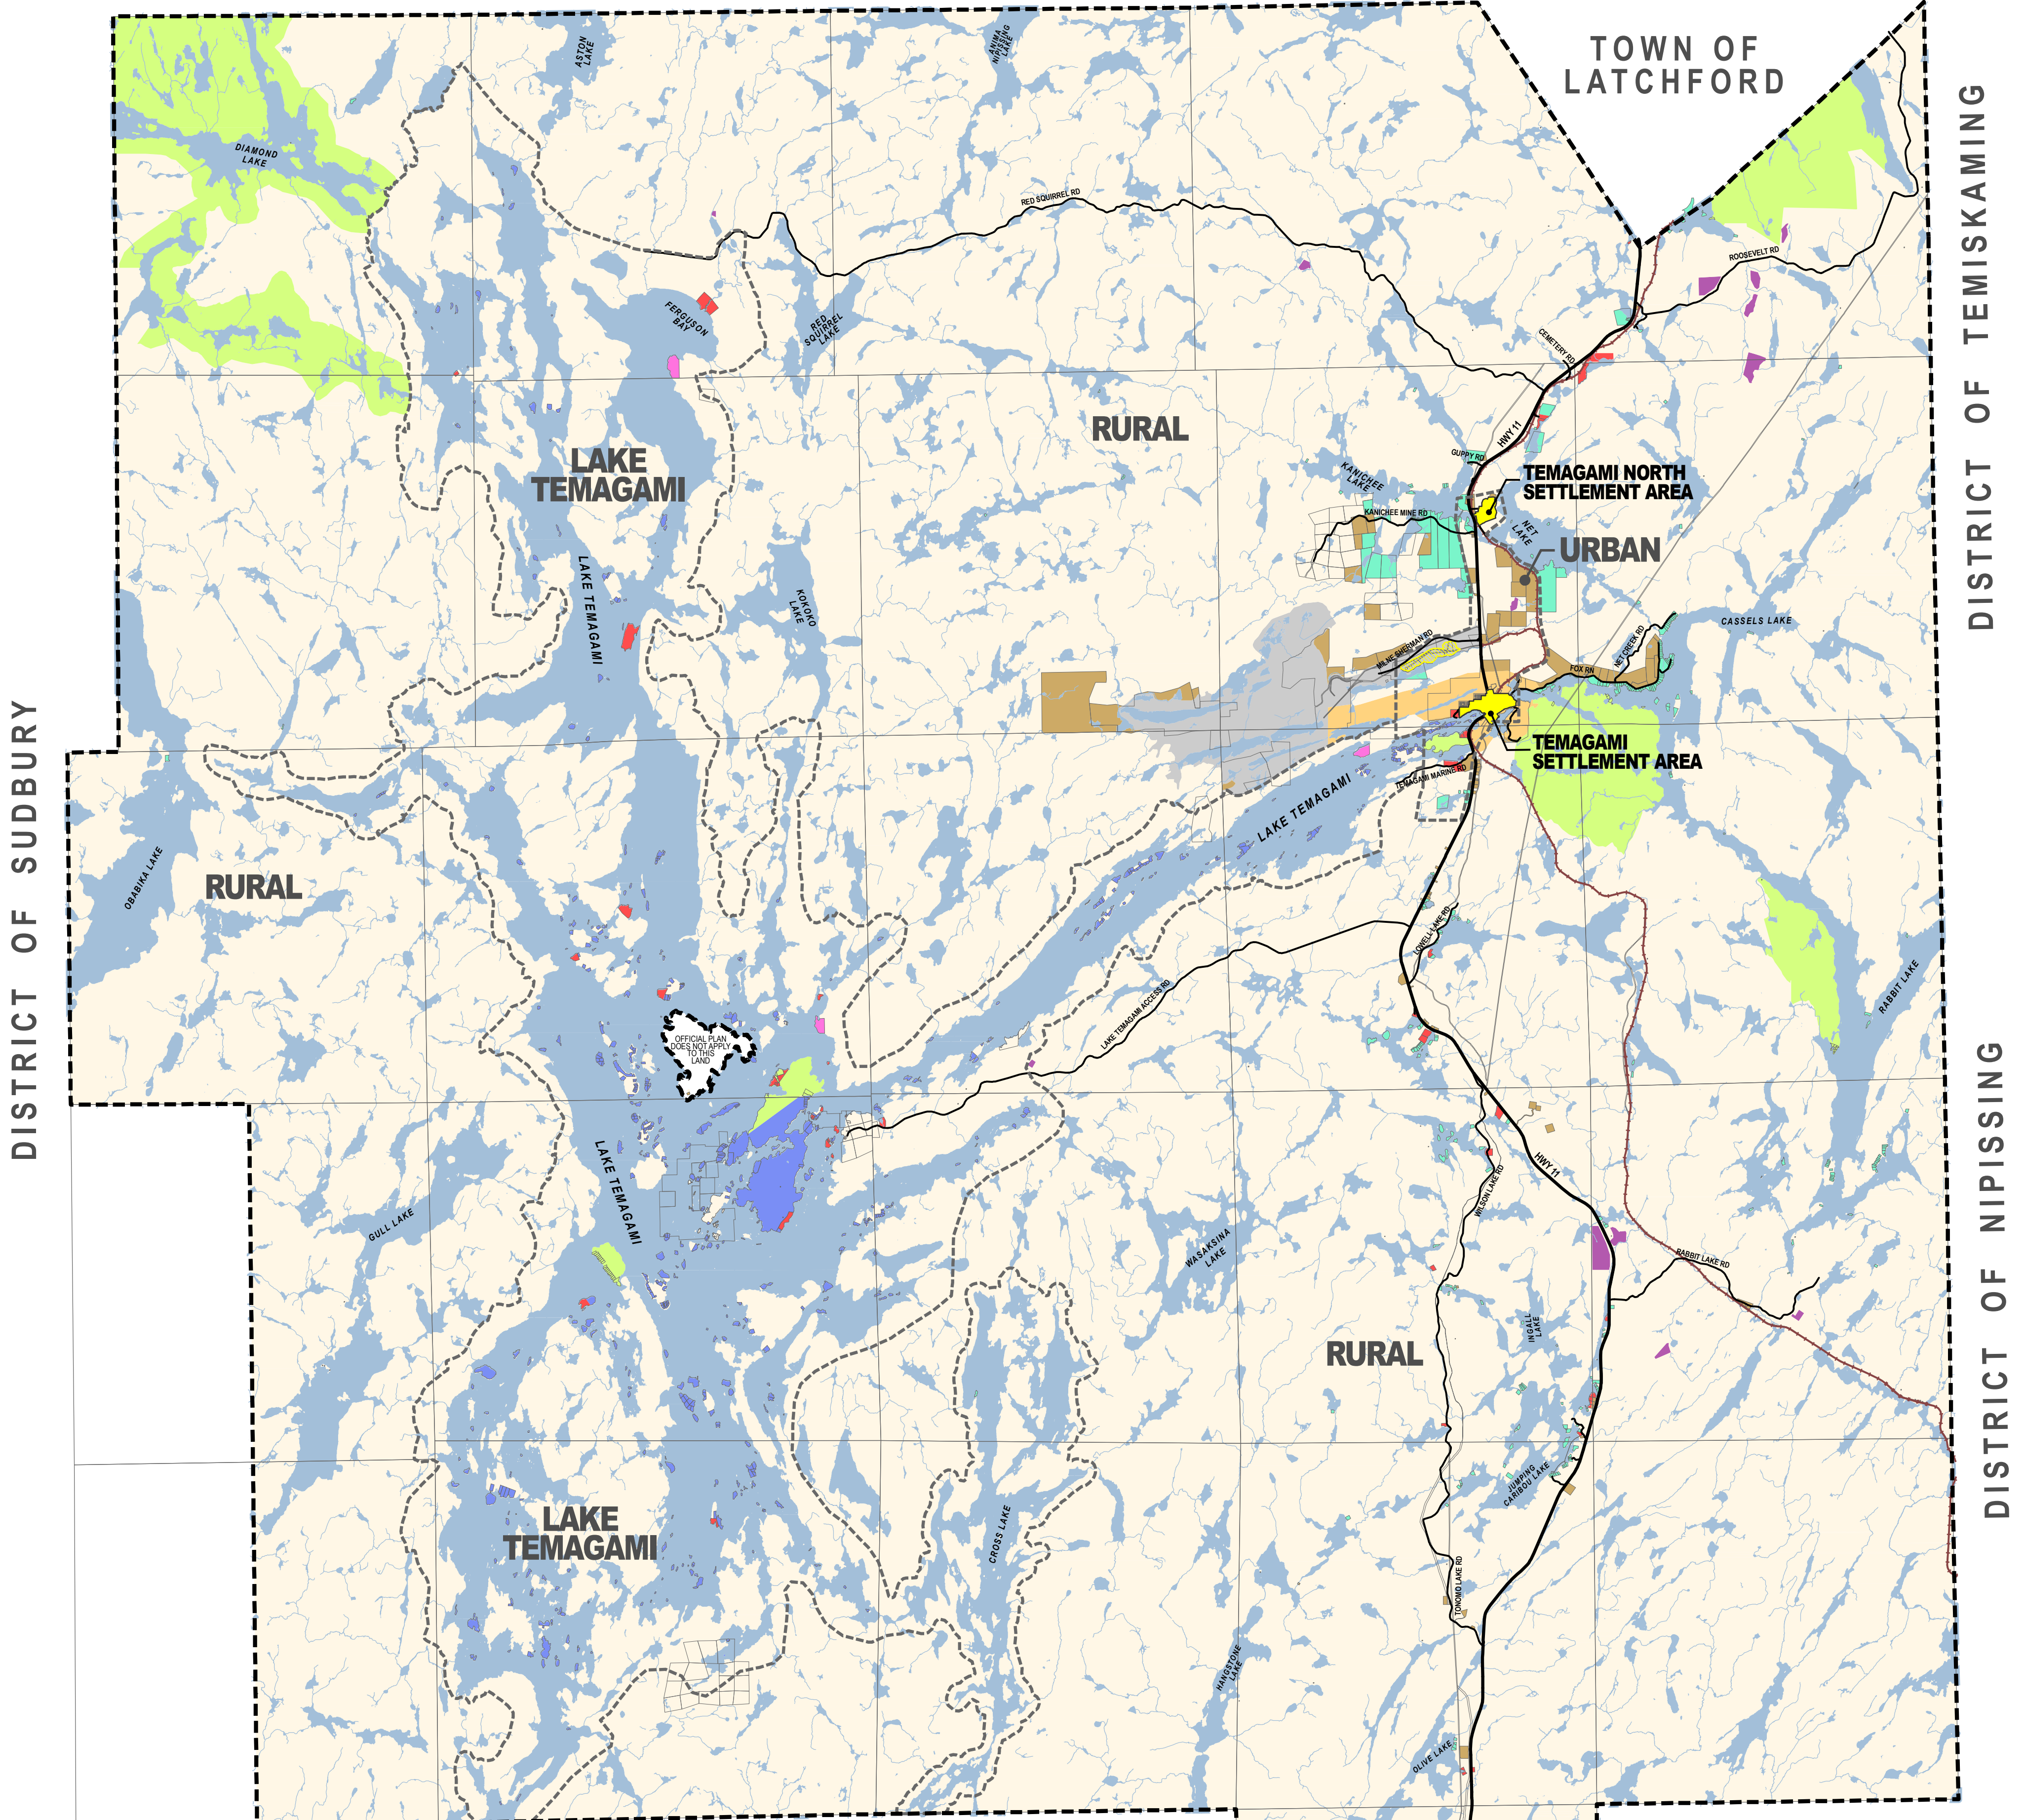 TOWN OF
LATCHFORD
ASTON
LAKE
ANIMA
NIPISSING
LAKE
DIAMOND
LAKE
DISTRICT OF TEMISKAMING
RED SQUIRREL RD
ROOSEVELT RD
FERGUSON
BAY
RED
SQUIRREL
LAKE
CEMETERY RD
RURAL
HWY 11
LAKE
TEMAGAMI
GUPPY RD
KANICHEE
LAKE
TEMAGAMI NORTH
SETTLEMENT AREA
KANICHEE MINE RD
NET
LAKE
URBAN
LAKE TEMAGAMI
KOKOKO
LAKE
CASSELS LAKE
MILNE SHERMAN RD
NET CREEK RD
FOX RN
TEMAGAMI
SETTLEMENT AREA
TEMAGAMI MARINE RD
LAKE TEMAGAMI
DISTRICT OF SUDBURY
OBABIKA LAKE
RURAL
LOWELL LAKE RD
RABBIT LAKE
LAKE TEMAGAMI ACCESS RD
OFFICIAL PLAN
DOES NOT APPLY
TO THIS
LAND
DISTRICT OF NIPISSING
LAKE TEMAGAMI
HWY 11
WILSON LAKE RD
GULL LAKE
WASAKSINA
LAKE
RABBIT LAKE RD
INGALL
LAKE
RURAL
JUMPING
CARIBOU LAKE
LAKE
TEMAGAMI
CROSS LAKE
TONOMO LAKE RD
HANGSTONE
LAKE
OLIVE LAKE